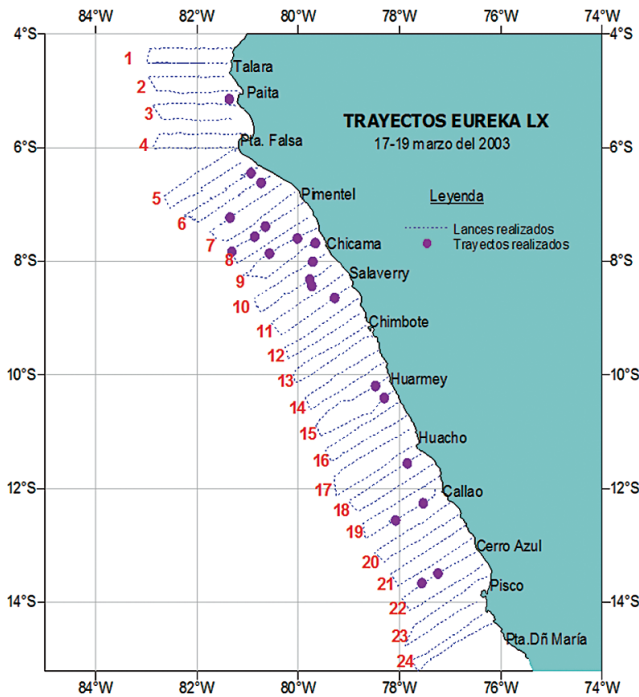 84°W 82°W 80°W 78°W 76°W 74°W
4°S 4°S
1 Talara
2 Paita
3
TRAYECTOS EUREKA LX
6°S 4 Pta. Falsa 17-19 marzo del 2003 6°S
5 Pimentel Leyenda
6 Lances realizados
7 Chicama Trayectos realizados
8°S 8 Salaverry 8°S
9
10
11 Chimbote
12
10°S 13 Huarmey 10°S
14
15 Huacho
16
12°S 17 Callao 12°S
18
19
20 Cerro Azul
21 Pisco
14°S 22 14°S
23 Pta.Dñ María
24
84°W 82°W 80°W 78°W 76°W 74°W